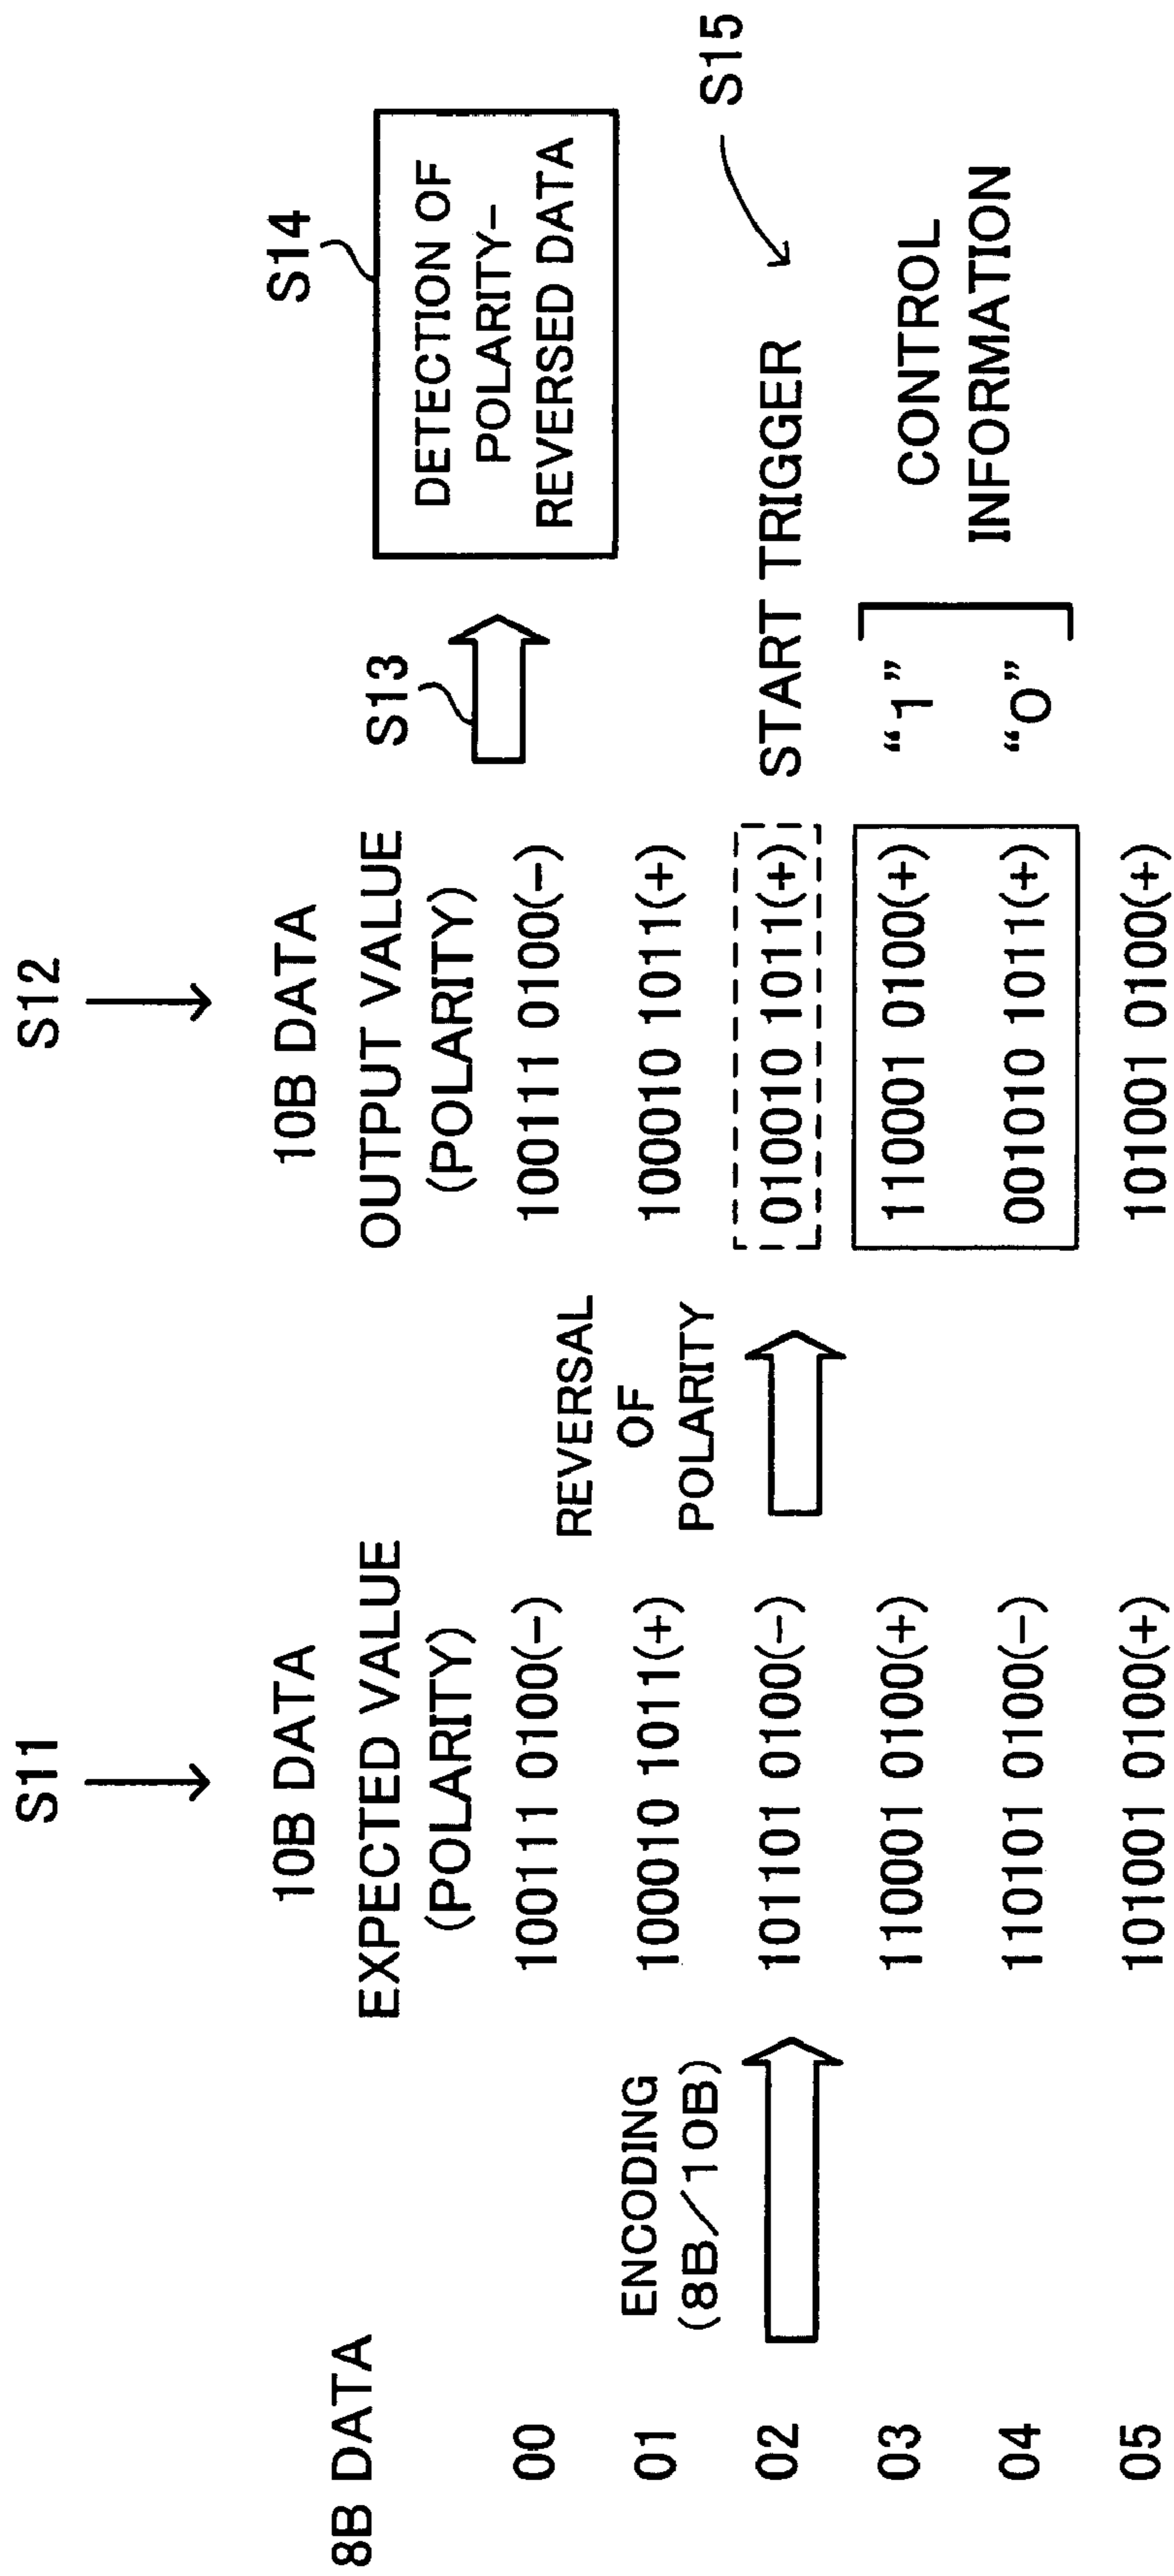 S11
S12
8B DATA
10B DATA
EXPECTED VALUE
(POLARITY)
10B DATA
OUTPUT VALUE
(POLARITY)
S13
S14
DETECTION OF
POLARITY-
REVERSED DATA
ENCODING
(8B/10B)
REVERSAL
OF
POLARITY
00
100111 0100(-)
100111 0100(-)
01
100010 1011(+)
100010 1011(+)
02
101101 0100(-)
010010 1011(+)
START TRIGGER
S15
03
110001 0100(+)
110001 0100(+)
"1"
04
110101 0100(-)
001010 1011(+)
"0"
CONTROL
INFORMATION
05
101001 0100(+)
101001 0100(+)